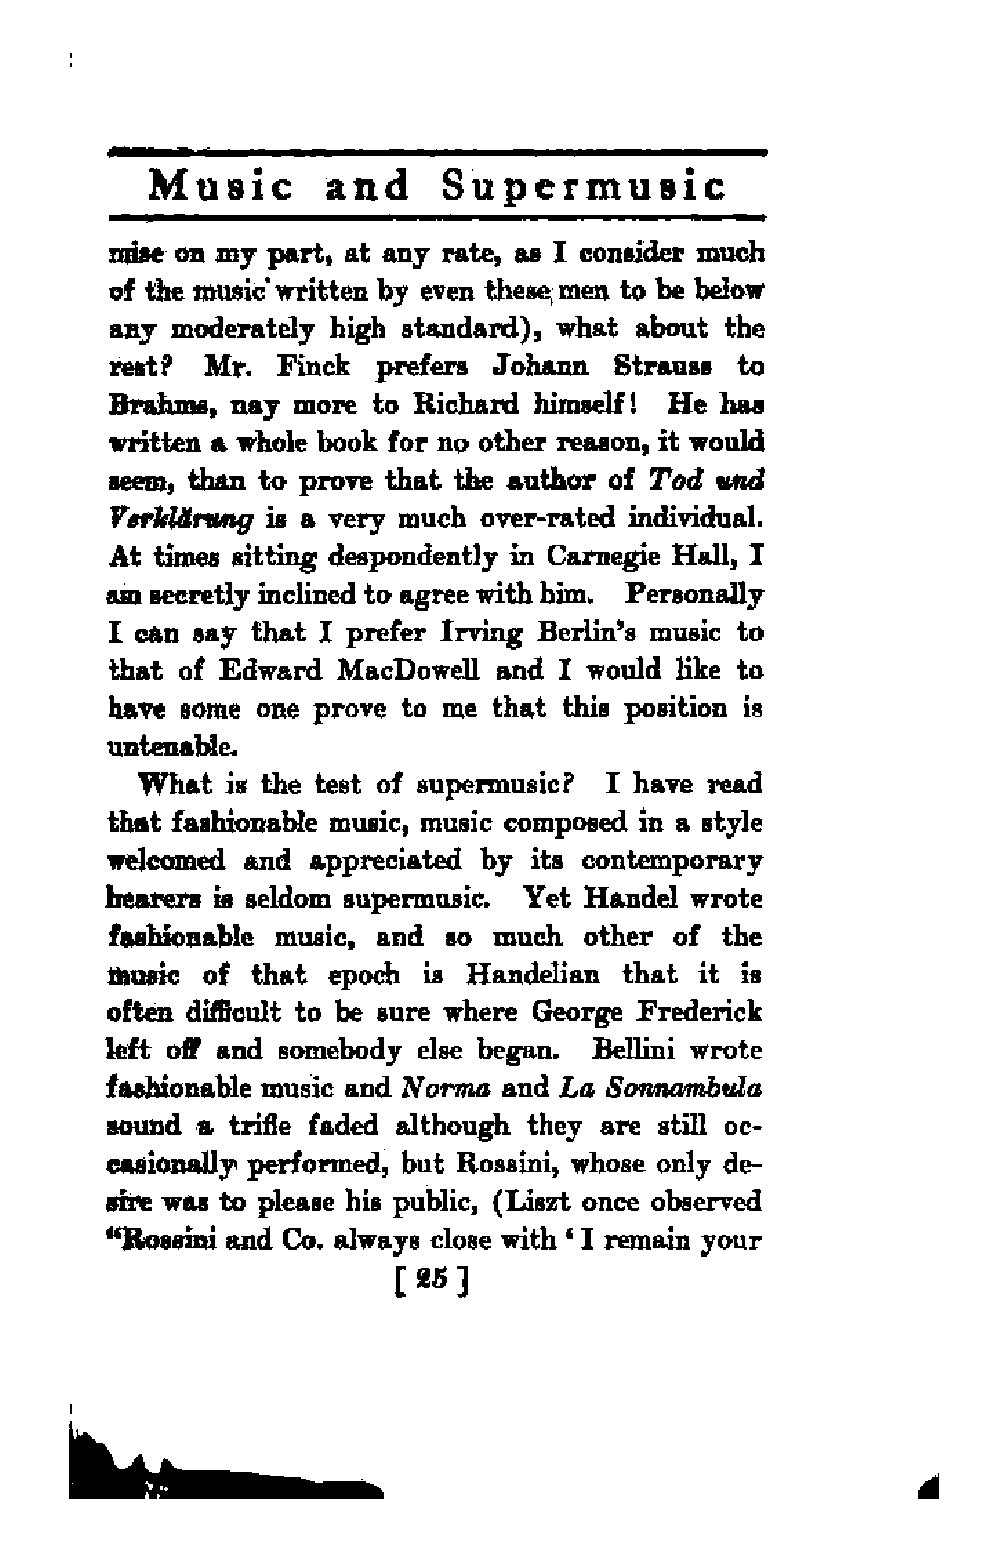 Music and Supermusic
mise on my part, at any rate, as I consider much
of the music written by even these men to be below
any moderately high standard), what about the
rest? Mr. Finck prefers Johann Strauss to
Brahms, nay more to Richard himself! He has
written a whole book for no other reason, it would
seem, than to prove that the author of Tod und
Verklärung is a very much over-rated individual.
At times sitting despondently in Carnegie Hall, I
am secretly inclined to agree with him. Personally
I can say that I prefer Irving Berlin's music to
that of Edward MacDowell and I would like to
have some one prove to me that this position is
untenable.
What is the test of supermusic? I have read
that fashionable music, music composed in a style
welcomed and appreciated by its contemporary
hearers is seldom supermusic. Yet Handel wrote
fashionable music, and so much other of the
music of that epoch is Handelian that it is
often difficult to be sure where George Frederick
left off and somebody else began. Bellini wrote
fashionable music and Norma and La Sonnambula
sound a trifle faded although they are still oc-
casionally performed, but Rossini, whose only de-
sire was to please his public, (Liszt once observed
"Rossini and Co. always close with 'I remain your
[ 25 ]